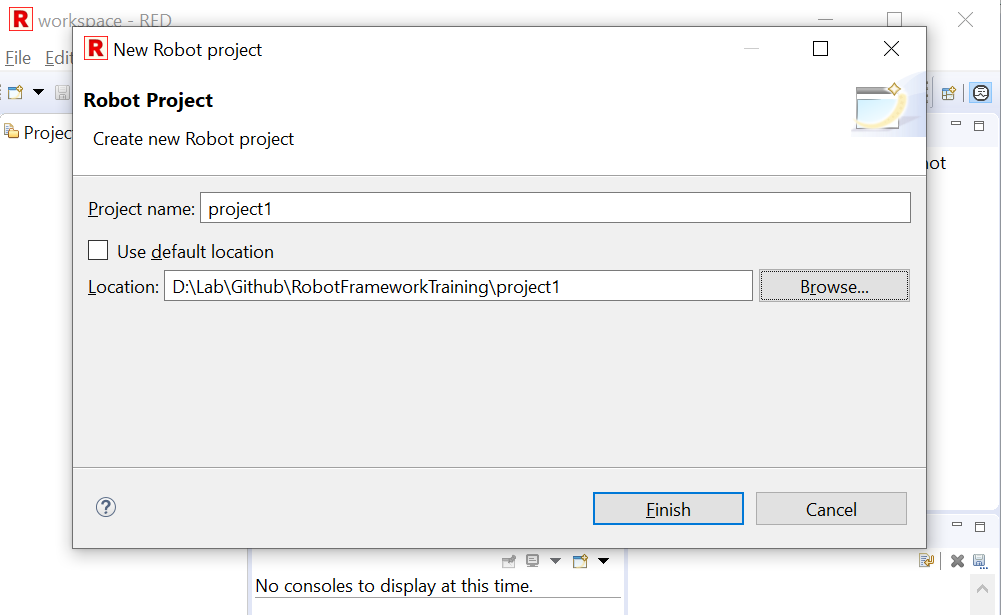 R workspace - RED
File Edit
R New Robot project
Robot Project
Create new Robot project
Projec
not
Project name: project1
Use default location
Location: D:\Lab\Github\RobotFrameworkTraining\project1 Browse...
? Finish Cancel
No consoles to display at this time.